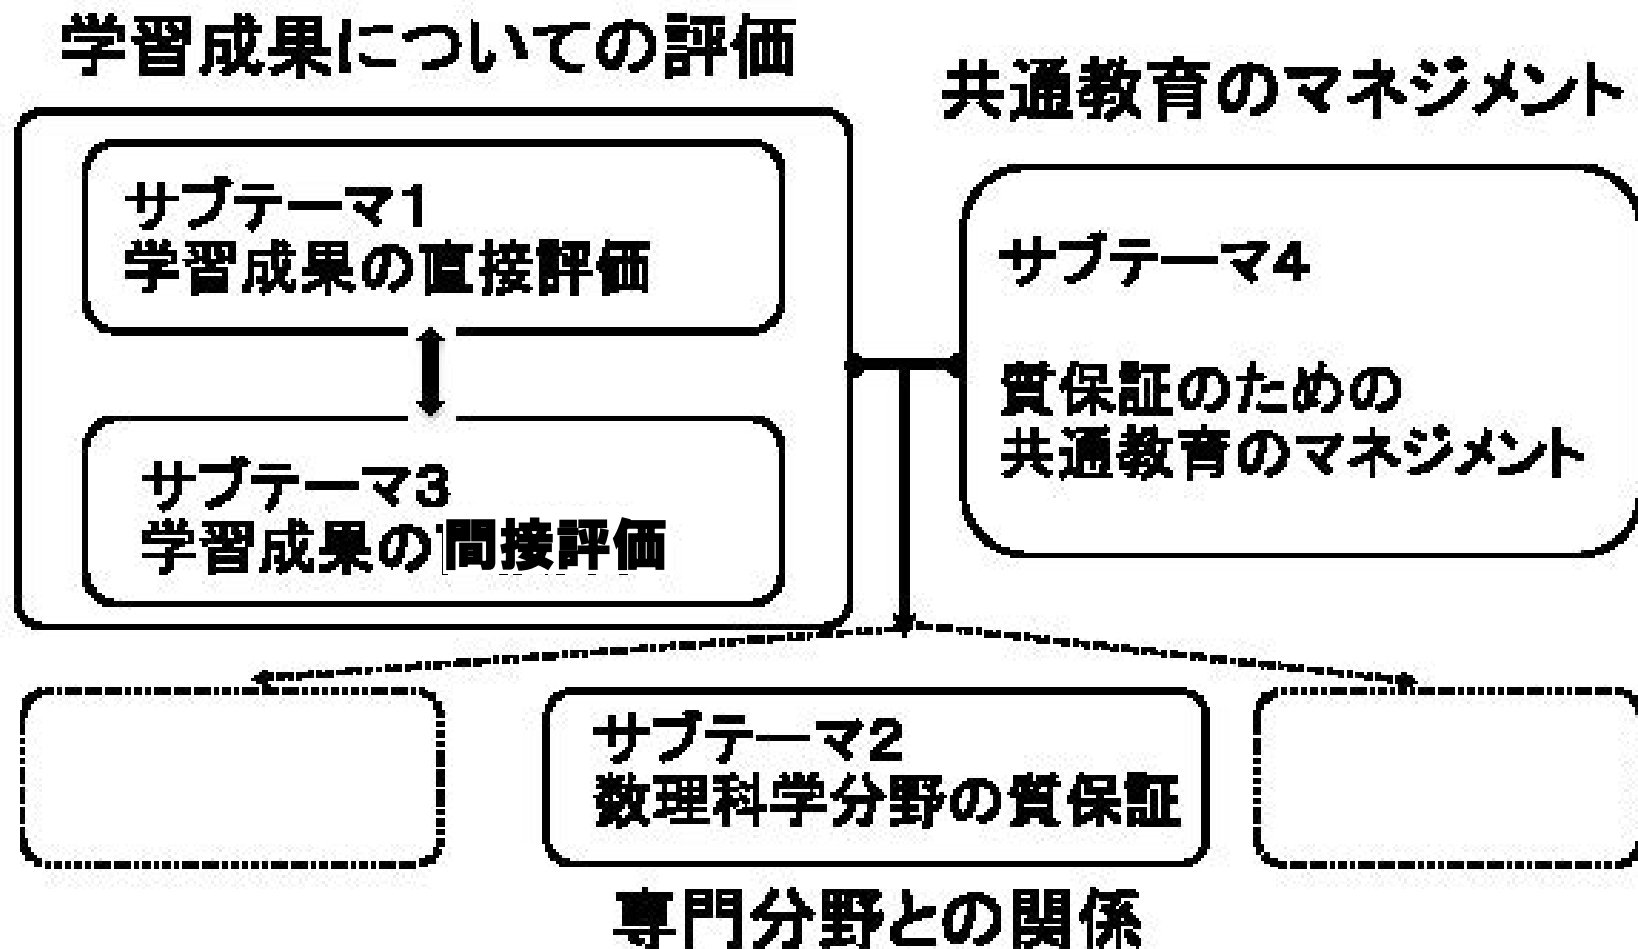 学習成果についての評価
共通教育のマネジメント
サブテーマ1
学習成果の直接評価
サブテーマ3
学習成果の間接評価
サブテーマ4
質保証のための
共通教育のマネジメント
サブテーマ2
数理科学分野の質保証
専門分野との関係